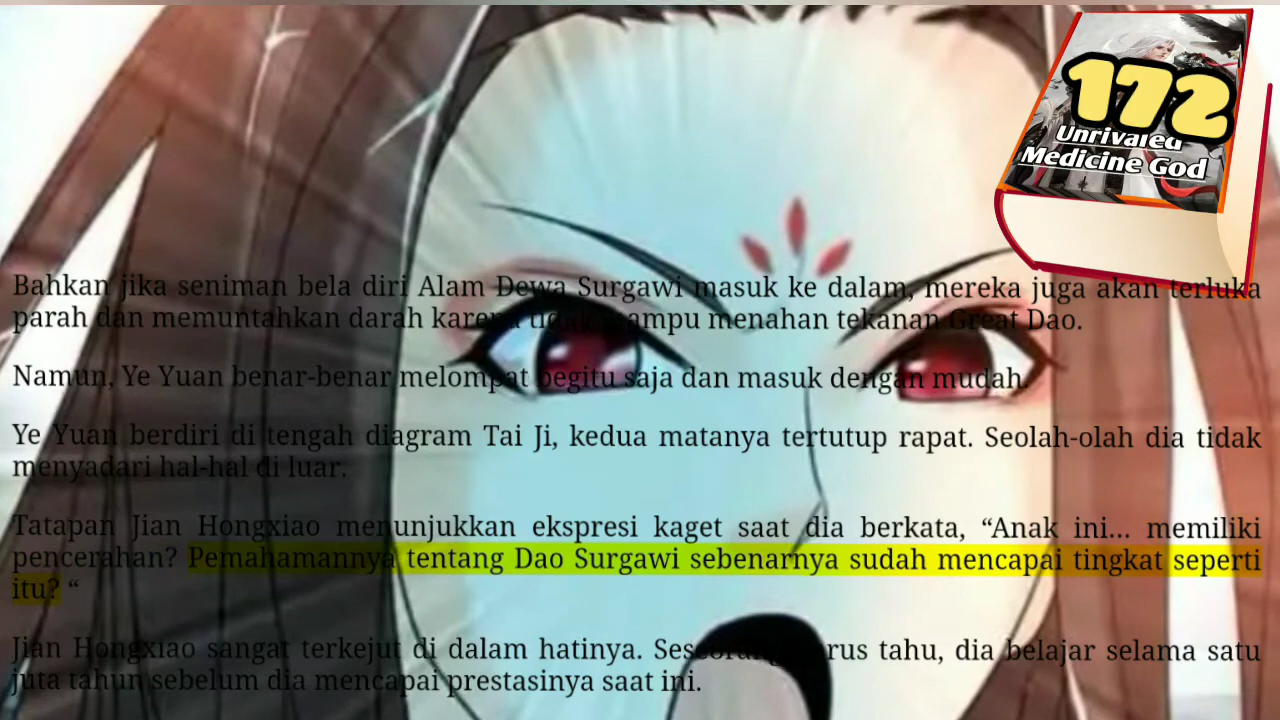 172
Unrivaled
Medicine God
Bahkan jika seniman bela diri Alam Dewa Surgawi masuk ke dalam, mereka juga akan terluka
parah dan memuntahkan darah karena tidak mampu menahan tekanan Great Dao.
Namun, Ye Yuan benar-benar melompat begitu saja dan masuk dengan mudah.
Ye Yuan berdiri di tengah diagram Tai Ji, kedua matanya tertutup rapat. Seolah-olah dia tidak
menyadari hal-hal di luar.
Tatapan Jian Hongxiao menunjukkan ekspresi kaget saat dia berkata, “Anak ini... memiliki
pencerahan? Pemahamannya tentang Dao Surgawi sebenarnya sudah mencapai tingkat seperti
itu? “
Jian Hongxiao sangat terkejut di dalam hatinya. Seseorang harus tahu, dia belajar selama satu
juta tahun sebelum dia mencapai prestasinya saat ini.